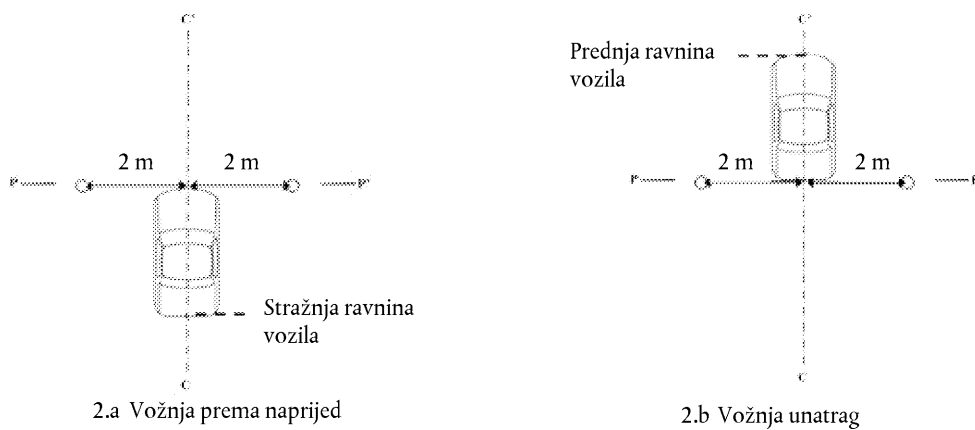 C'
2 m 2 m
P P'
Stražnja ravnina
vozila
C
2.a Vožnja prema naprijed
Prednja ravnina
vozila
2 m 2 m
P
C
2.b Vožnja unatrag